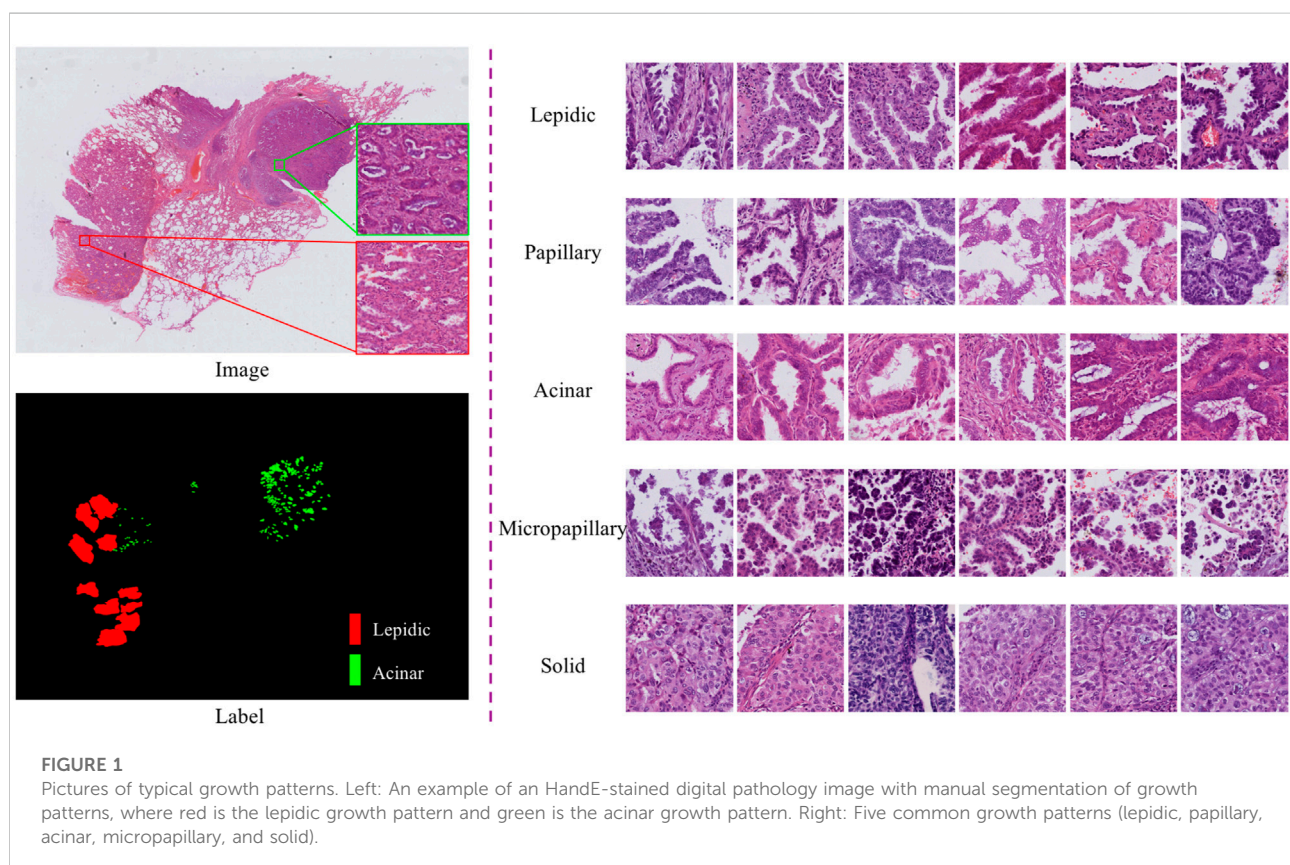 Image
Lepidic
Acinar
Label
Lepidic
Papillary
Acinar
Micropapillary
Solid
FIGURE 1
Pictures of typical growth patterns. Left: An example of an HandE-stained digital pathology image with manual segmentation of growth
patterns, where red is the lepidic growth pattern and green is the acinar growth pattern. Right: Five common growth patterns (lepidic, papillary,
acinar, micropapillary, and solid).